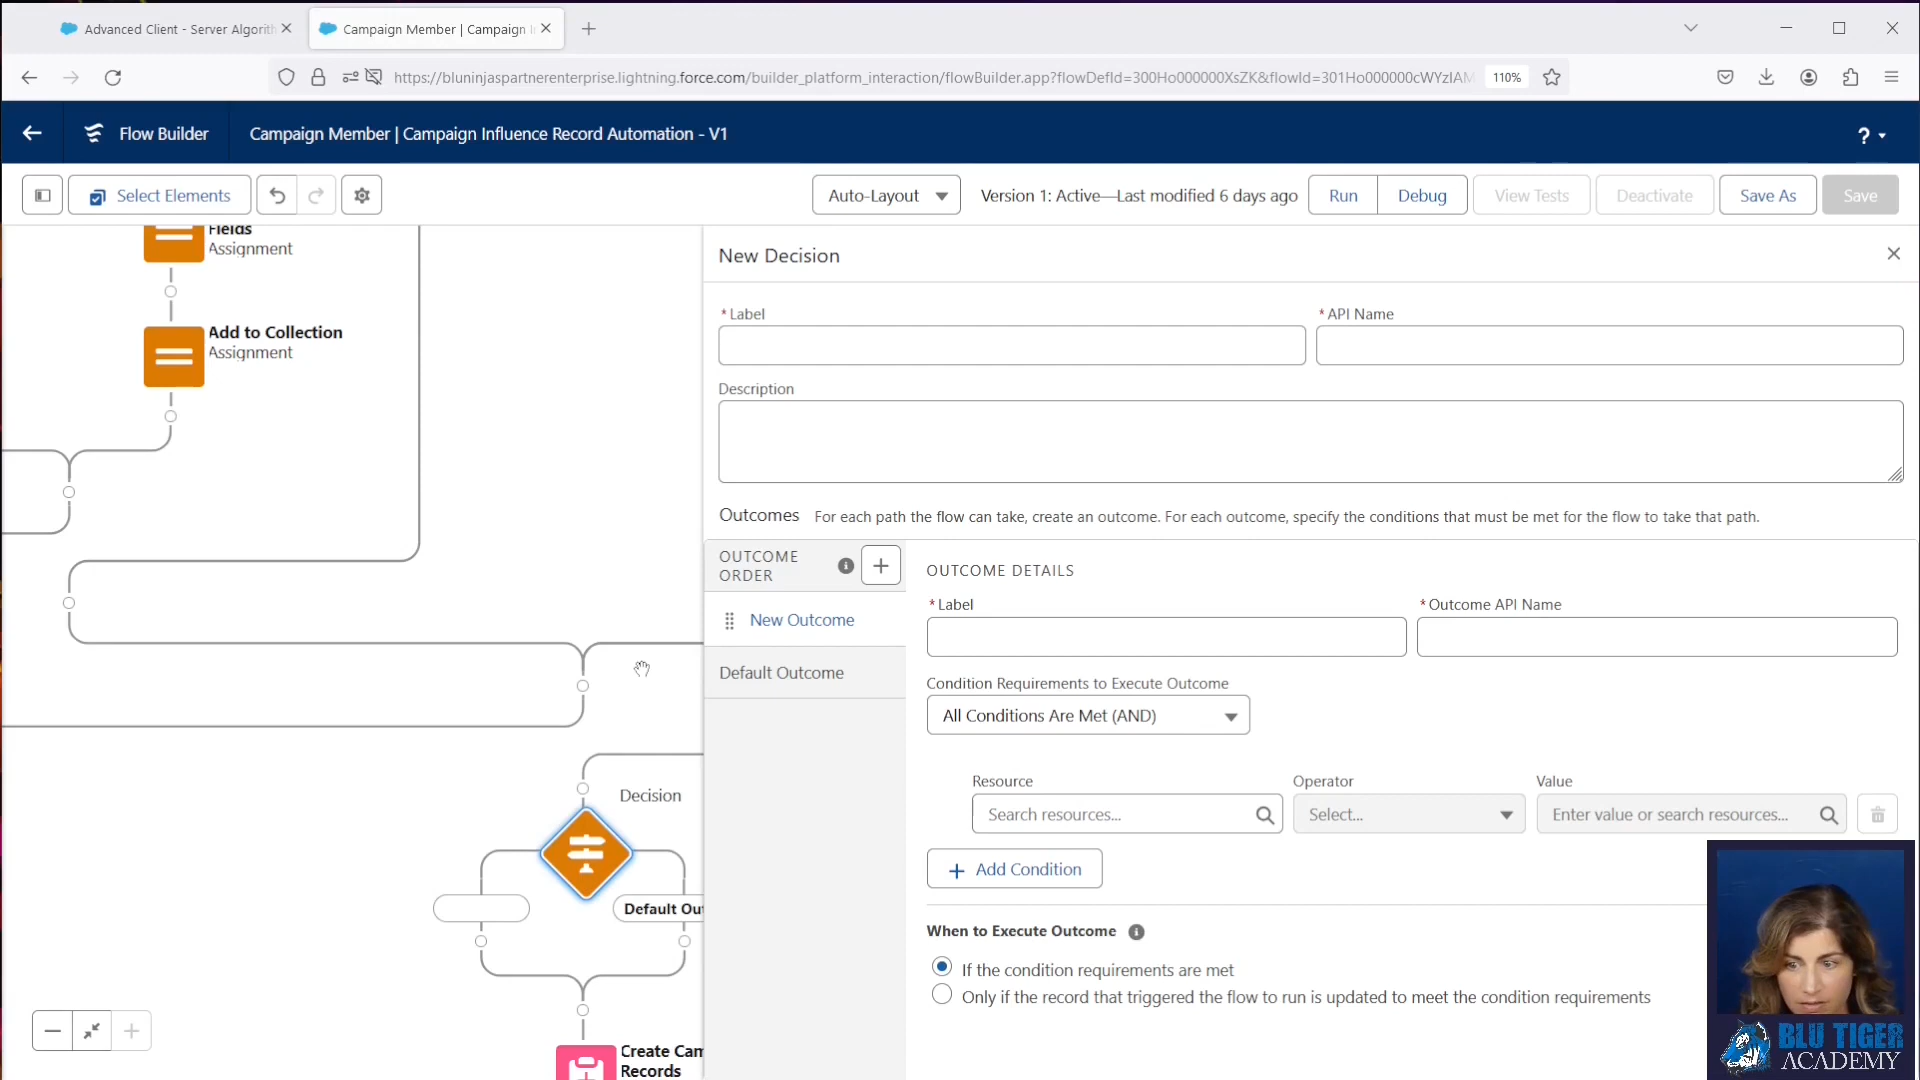 Advanced Client - Server Algorith
Campaign Member | Campaign I
https://bluninjaspartnerenterprise.lightning.force.com/builder_platform_interaction/flowBuilder.app?flowDefId=300Ho000000XsZK&flowId=301Ho000000cWYzIAM
110%
Flow Builder
Campaign Member | Campaign Influence Record Automation - V1
?
Select Elements
Auto-Layout
Version 1: Active—Last modified 6 days ago
Run
Debug
View Tests
Deactivate
Save As
Save
Fields
Assignment
Add to Collection
Assignment
Decision
Default Out
Create Cam
Records
New Decision
* Label
* API Name
Description
Outcomes
For each path the flow can take, create an outcome. For each outcome, specify the conditions that must be met for the flow to take that path.
OUTCOME
ORDER
New Outcome
Default Outcome
OUTCOME DETAILS
* Label
* Outcome API Name
Condition Requirements to Execute Outcome
All Conditions Are Met (AND)
Resource
Operator
Value
Search resources...
Select...
Enter value or search resources...
+ Add Condition
When to Execute Outcome
If the condition requirements are met
Only if the record that triggered the flow to run is updated to meet the condition requirements
BLU TIGER
ACADEMY